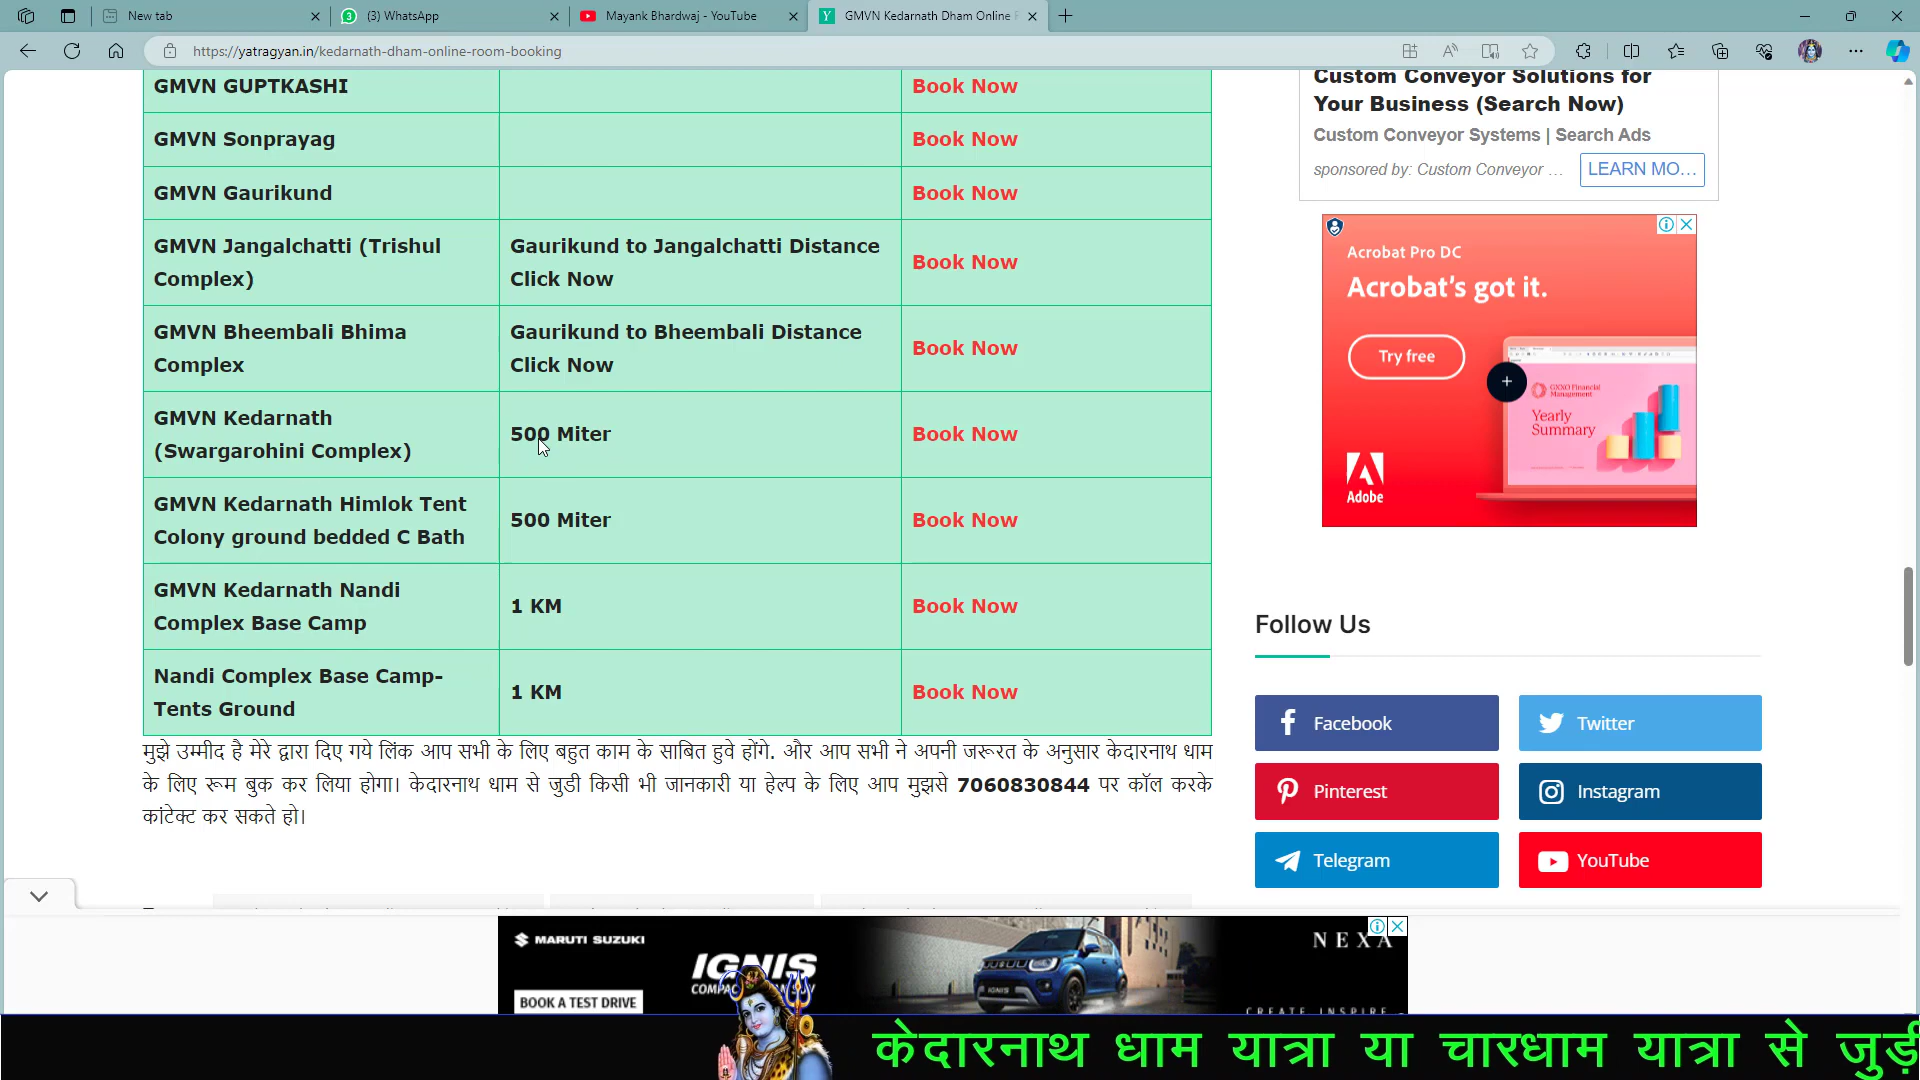 New tab
(3) WhatsApp
Mayank Bhardwaj - YouTube
GMVN Kedarnath Dham Online
https://yatragyan.in/kedarnath-dham-online-room-booking
GMVN GUPTKASHI
Book Now
GMVN Sonprayag
Book Now
GMVN Gaurikund
Book Now
GMVN Jangalchatti (Trishul
Complex)
Gaurikund to Jangalchatti Distance
Click Now
Book Now
GMVN Bheembali Bhima
Complex
Gaurikund to Bheembali Distance
Click Now
Book Now
GMVN Kedarnath
(Swargarohini Complex)
500 Miter
Book Now
GMVN Kedarnath Himlok Tent
Colony ground bedded C Bath
500 Miter
Book Now
GMVN Kedarnath Nandi
Complex Base Camp
1 KM
Book Now
Nandi Complex Base Camp-
Tents Ground
1 KM
Book Now
मुझे उम्मीद है मेरे द्वारा दिए गये लिंक आप सभी के लिए बहुत काम के साबित हुवे होंगे. और आप सभी ने अपनी जरूरत के अनुसार केदारनाथ धाम
के लिए रूम बुक कर लिया होगा। केदारनाथ धाम से जुडी किसी भी जानकारी या हेल्प के लिए आप मुझसे 7060830844 पर कॉल करके
कांटेक्ट कर सकते हो।
Custom Conveyor Solutions for
Your Business (Search Now)
Custom Conveyor Systems | Search Ads
sponsored by: Custom Conveyor ...
LEARN MO...
Acrobat Pro DC
Acrobat's got it.
Try free
Yearly
Summary
Adobe
Follow Us
Facebook
Twitter
Pinterest
Instagram
Telegram
YouTube
MARUTI SUZUKI
IGNIS
BOOK A TEST DRIVE
NEXA
IGNIS
CREATE. INSPIRE.
केदारनाथ धाम यात्रा या चारधाम यात्रा से जुड़ी